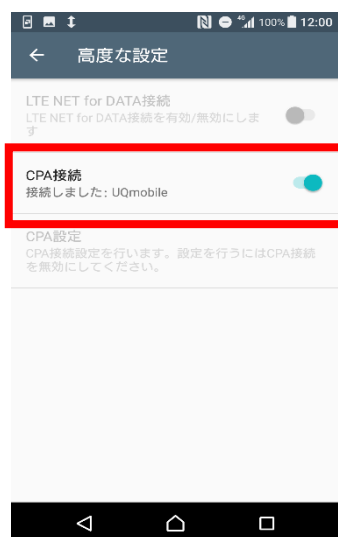 100% 12:00
高度な設定
LTE NET for DATA接続
LTE NET for DATA接続を有効/無効にしま
す
CPA接続
接続しました: UQmobile
CPA設定
CPA接続設定を行います。設定を行うにはCPA接続
を無効にしてください。